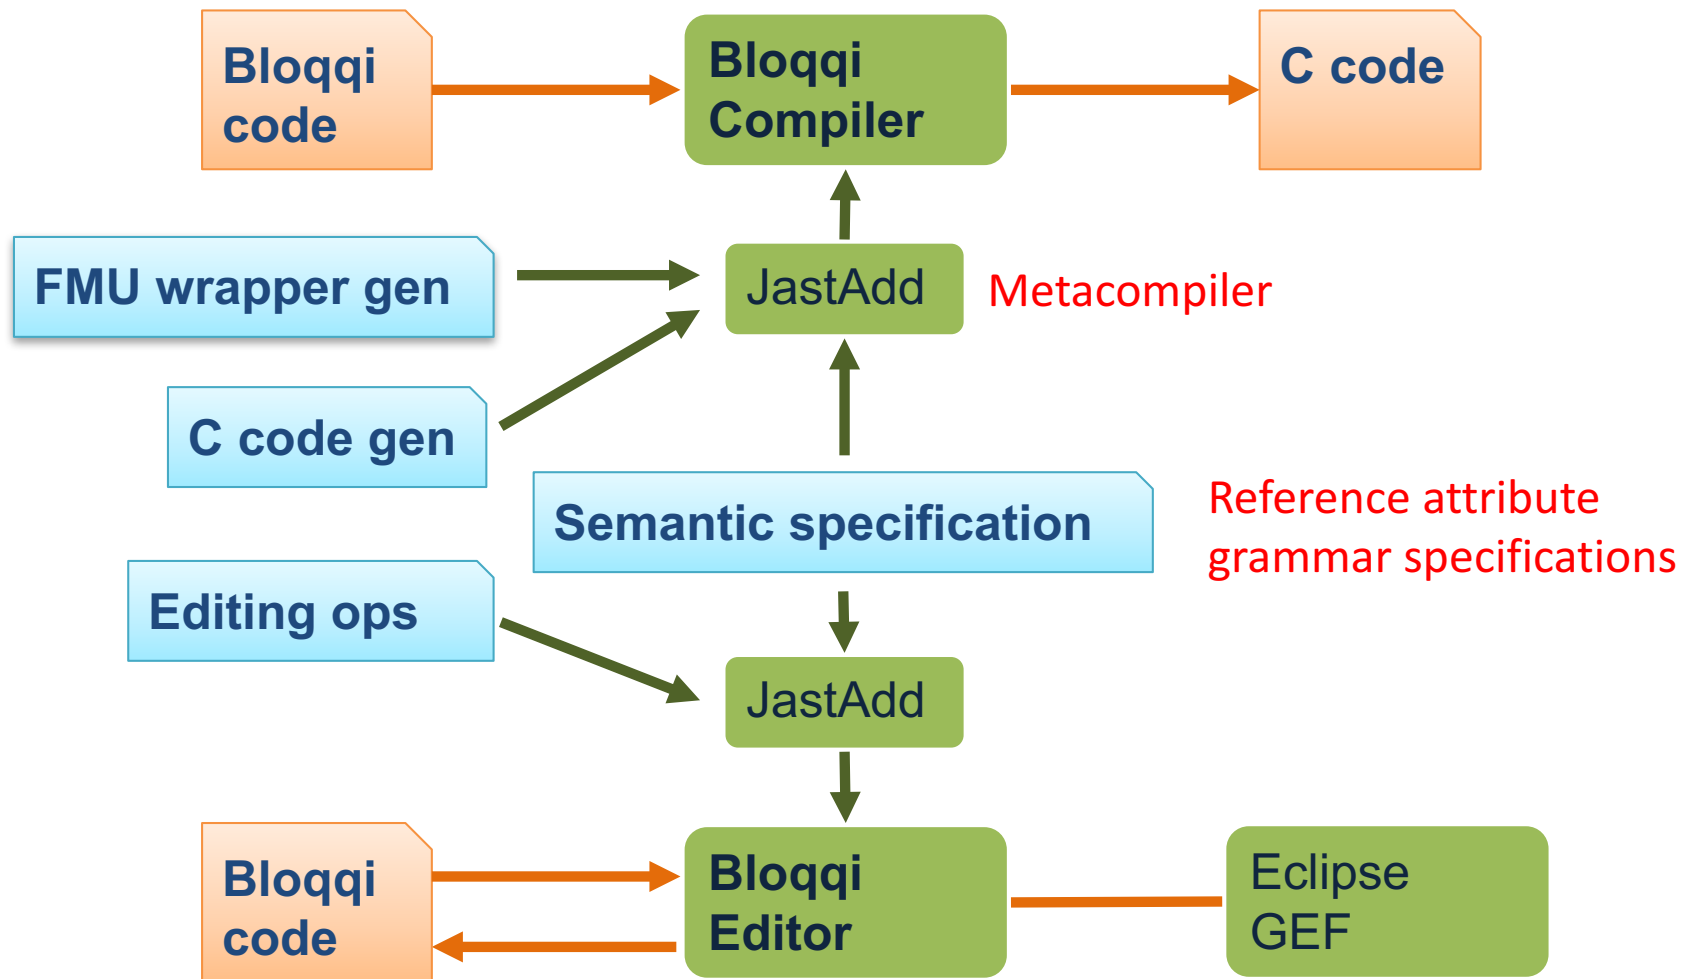 Bloqqi
code
Bloqqi
Compiler
C code
FMU wrapper gen
JastAdd
Metacompiler
C code gen
Semantic specification
Reference attribute
grammar specifications
Editing ops
JastAdd
Bloqqi
code
Bloqqi
Editor
Eclipse
GEF